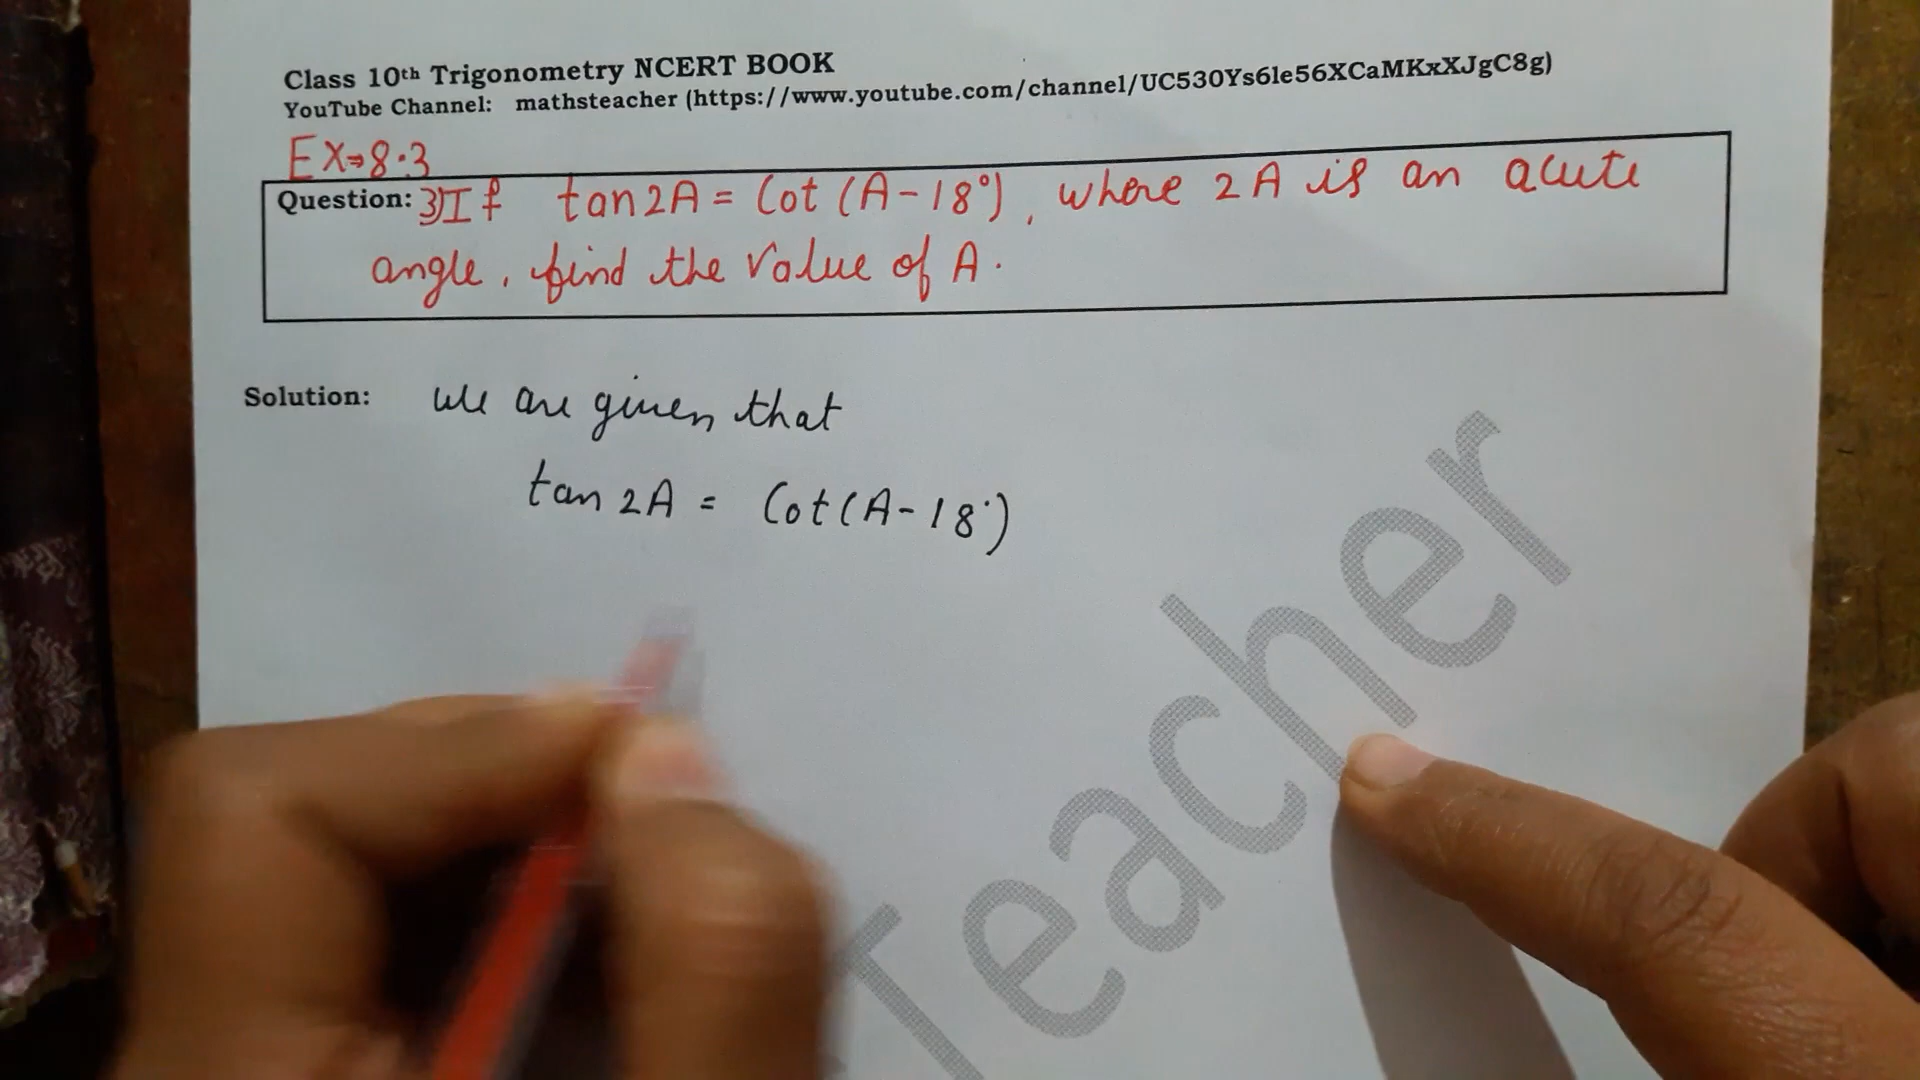 Class 10th Trigonometry NCERT BOOK
YouTube Channel: mathsteacher (https://www.youtube.com/channel/UC530Ys6le56XCaMKxXJgC8g)
EX⇒8.3
Question: 3) If tan2A = Cot (A-18°), where 2A is an acute
angle, find the value of A.
Solution: We are given that
tan 2A = Cot(A-18°)
Teacher